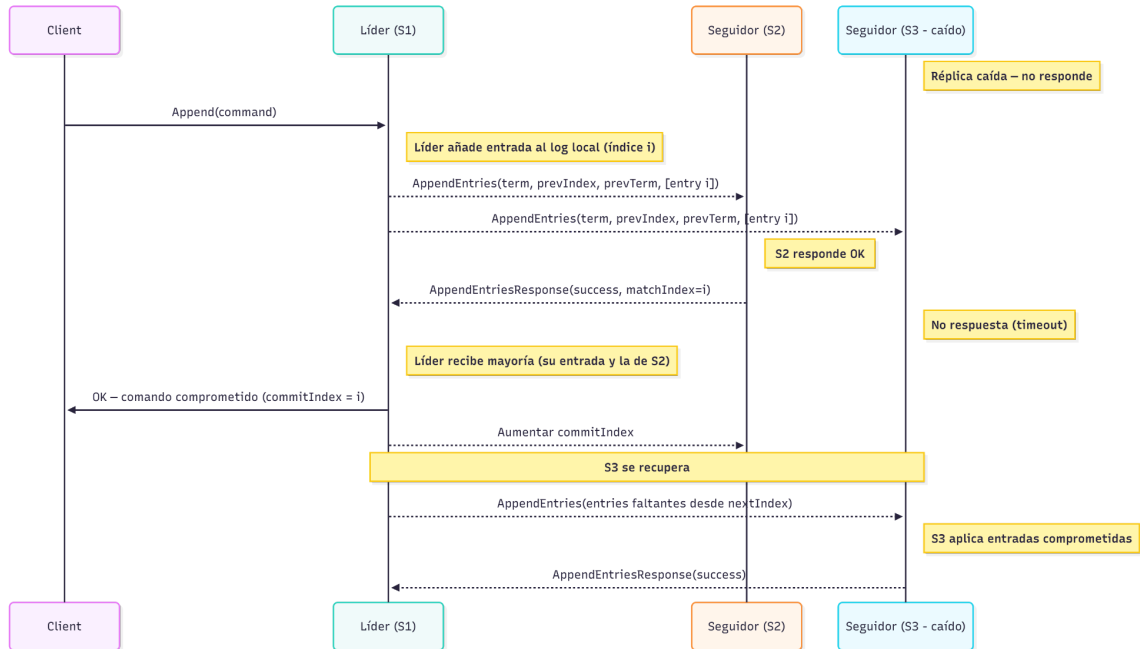 Client
Líder (S1)
Seguidor (S2)
Seguidor (S3 - caído)
Réplica caída — no responde
Append(command)
Líder añade entrada al log local (índice i)
AppendEntries(term, prevIndex, prevTerm, [entry i])
AppendEntries(term, prevIndex, prevTerm, [entry i])
S2 responde OK
AppendEntriesResponse(success, matchIndex=i)
No respuesta (timeout)
Líder recibe mayoría (su entrada y la de S2)
OK — comando comprometido (commitIndex = i)
Aumentar commitIndex
S3 se recupera
AppendEntries(entries faltantes desde nextIndex)
S3 aplica entradas comprometidas
AppendEntriesResponse(success)
Client
Líder (S1)
Seguidor (S2)
Seguidor (S3 - caído)